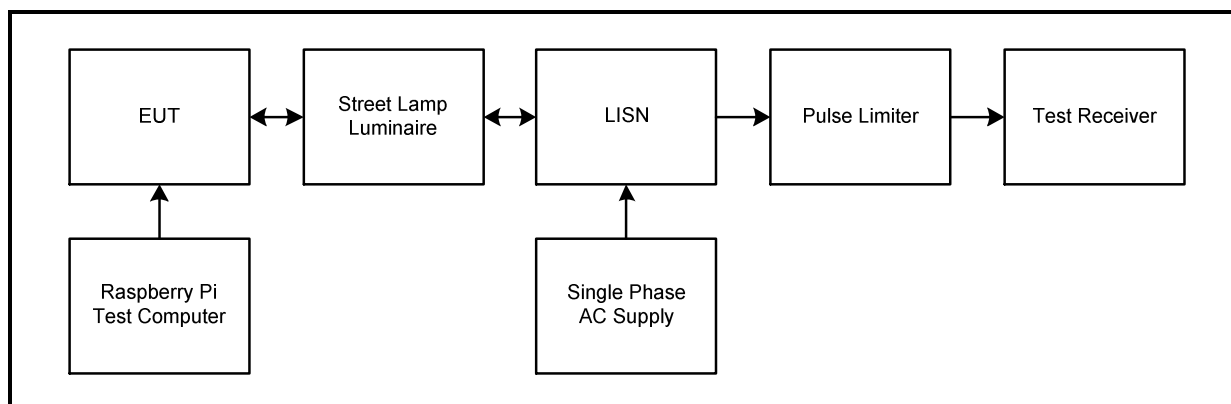 EUT
Street Lamp
Luminaire
LISN
Pulse Limiter
Test Receiver
Raspberry Pi
Test Computer
Single Phase
AC Supply